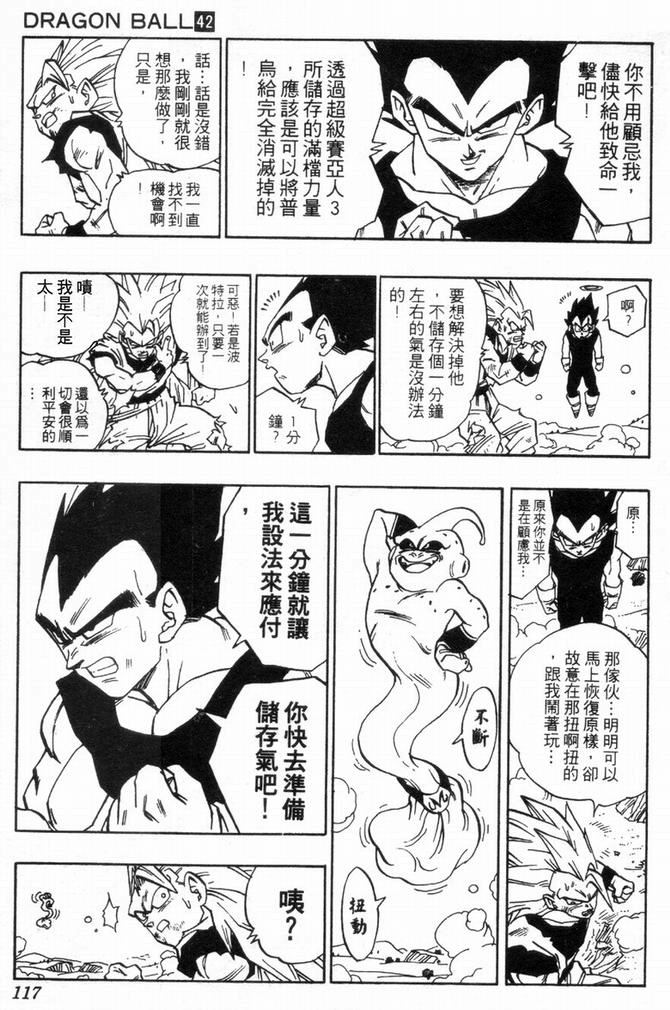 DRAGON BALL 42
你不用顧忌我，
儘快給他致命一
擊吧！
透過超級賽亞人3
所儲存的滿檔力量
，應該是可以將普
烏給完全消滅掉的
！
話…話是沒錯
，我剛剛就很
想那麼做了，
只是，
我一直
找不到
機會啊
！
啊？
要想解決掉他
，不儲存個一分鐘
左右的氣是沒辦法
的！
1分
鐘？
可惡！若是波
特拉，只要一
次就能辦到了！
嘖…
我是不是
太…
還以為一
切會很順
利平安的
…
原…
原來你並不
是在顧慮我…
那傢伙…明明可以
馬上恢復原樣，卻
故意在那扭啊扭的
，跟我鬧著玩…
不斷
扭動
這一分鐘就讓
我設法來應付
，
你快去準備
儲存氣吧！
咦？
117